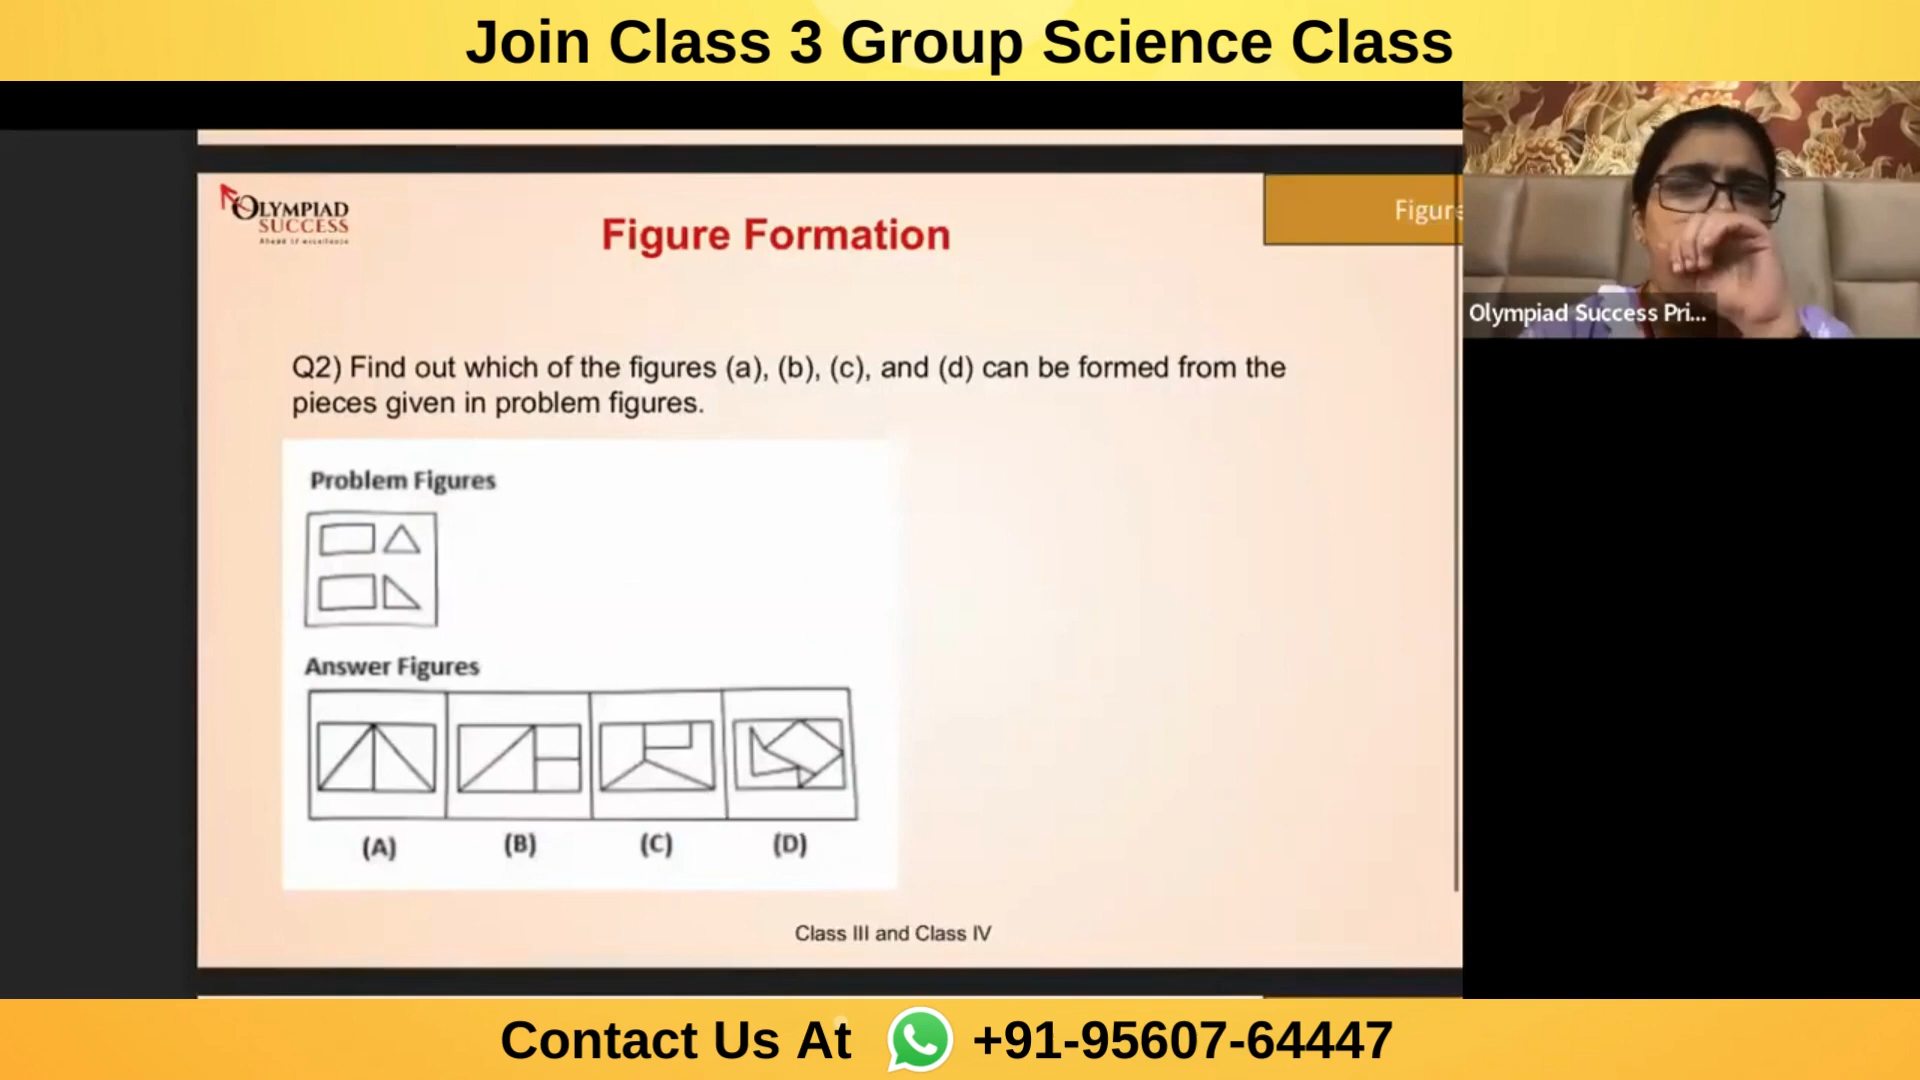 Join Class 3 Group Science Class
OLYMPIAD
SUCCESS
Figure Formation
Figure
Olympiad Success Pri...
Q2) Find out which of the figures (a), (b), (c), and (d) can be formed from the
pieces given in problem figures.
Problem Figures
Answer Figures
(A) (B) (C) (D)
Class III and Class IV
Contact Us At +91-95607-64447